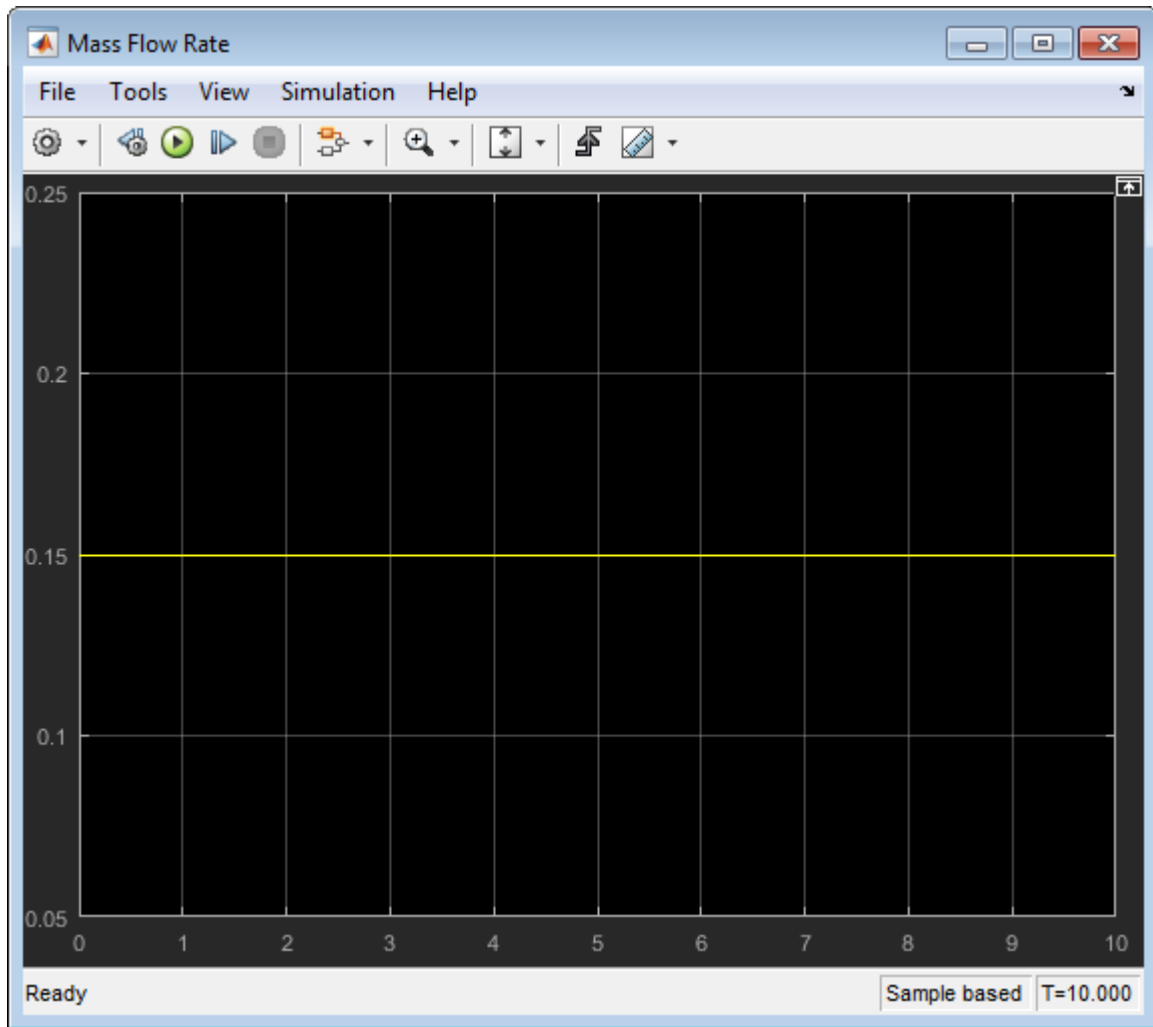 Mass Flow Rate
File Tools View Simulation Help
0.25
0.2
0.15
0.1
0.05
0 1 2 3 4 5 6 7 8 9 10
Ready Sample based T=10.000